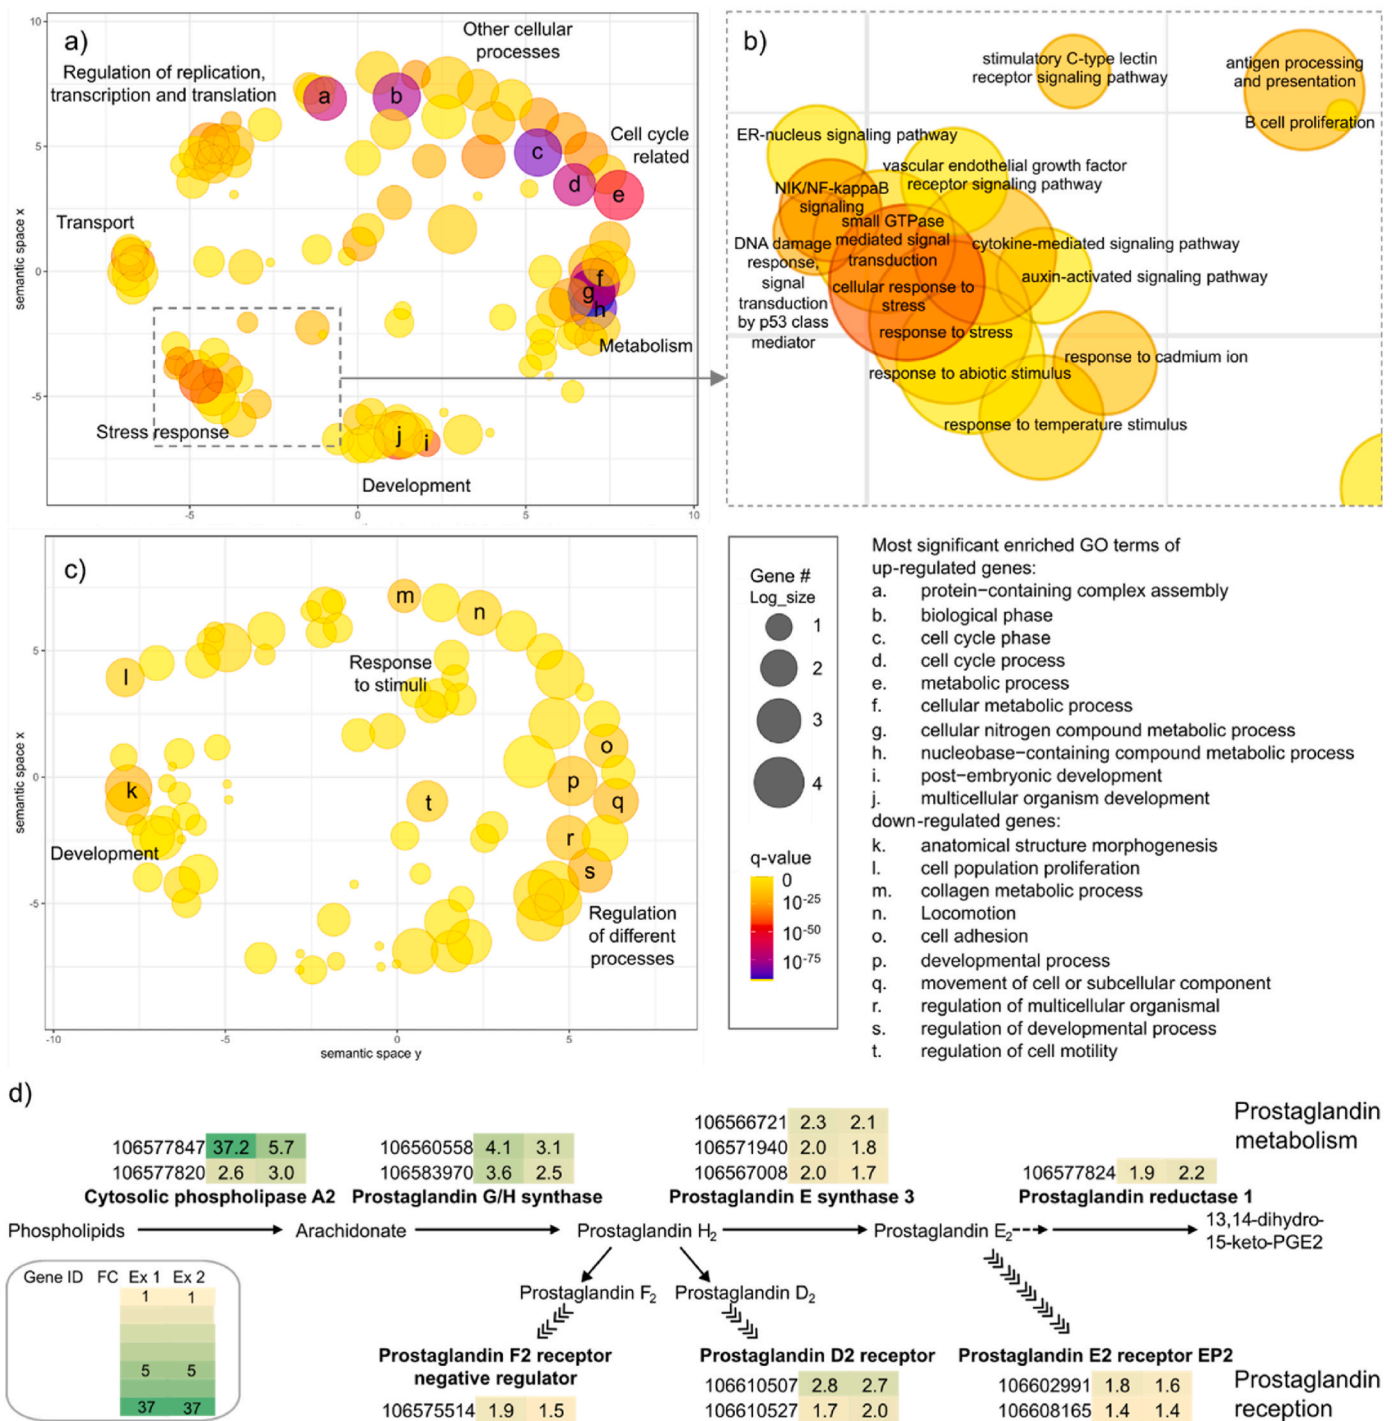 a)
Other cellular
processes
Regulation of replication,
transcription and translation
a
b
c
d
e
Cell cycle
related
Transport
f
g
h
Metabolism
Stress response
j
i
Development
10
5
0
-5
semantic space x
-5
0
5
10
b)
stimulatory C-type lectin
receptor signaling pathway
antigen processing
and presentation
B cell proliferation
ER-nucleus signaling pathway
vascular endothelial growth factor
receptor signaling pathway
NIK/NF-kappaB
signaling
small GTPase
mediated signal
transduction
DNA damage
response,
signal
transduction
by p53 class
mediator
cytokine-mediated signaling pathway
auxin-activated signaling pathway
cellular response to
stress
response to stress
response to abiotic stimulus
response to cadmium ion
response to temperature stimulus
c)
m
n
l
Response
to stimuli
o
k
p
t
q
r
s
Development
Regulation
of different
processes
5
0
-5
semantic space x
-10
-5
0
5
semantic space y
Gene #
Log_size
1
2
3
4
q-value
0
10-25
10-50
10-75
Most significant enriched GO terms of
up-regulated genes:
a. protein−containing complex assembly
b. biological phase
c. cell cycle phase
d. cell cycle process
e. metabolic process
f. cellular metabolic process
g. cellular nitrogen compound metabolic process
h. nucleobase−containing compound metabolic process
i. post-embryonic development
j. multicellular organism development
down-regulated genes:
k. anatomical structure morphogenesis
l. cell population proliferation
m. collagen metabolic process
n. Locomotion
o. cell adhesion
p. developmental process
q. movement of cell or subcellular component
r. regulation of multicellular organismal
s. regulation of developmental process
t. regulation of cell motility
d)
Prostaglandin
metabolism
106577847 37.2 5.7
106577820 2.6 3.0
Cytosolic phospholipase A2
106560558 4.1 3.1
106583970 3.6 2.5
Prostaglandin G/H synthase
106566721 2.3 2.1
106571940 2.0 1.8
106567008 2.0 1.7
Prostaglandin E synthase 3
106577824 1.9 2.2
Prostaglandin reductase 1
Phospholipids
Arachidonate
Prostaglandin H2
Prostaglandin E2
13,14-dihydro-
15-keto-PGE2
Prostaglandin F2
Prostaglandin D2
Gene ID FC Ex 1 Ex 2
1 1
5 5
37 37
Prostaglandin F2 receptor
negative regulator
106575514 1.9 1.5
Prostaglandin D2 receptor
106610507 2.8 2.7
106610527 1.7 2.0
Prostaglandin E2 receptor EP2
106602991 1.8 1.6
106608165 1.4 1.4
Prostaglandin
reception